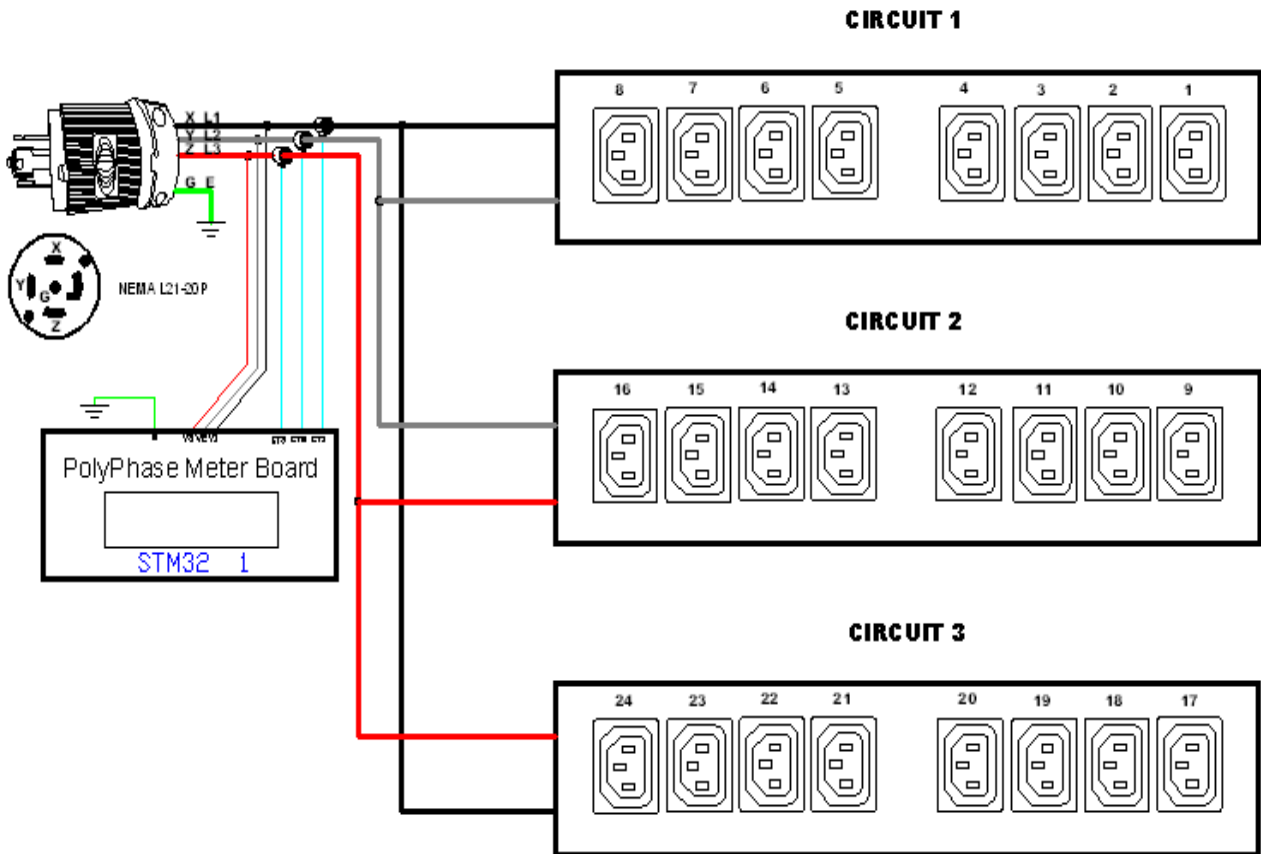 CIRCUIT 1
8 7 6 5 4 3 2 1
X L1
Y L2
Z L3
G E
X
Y
G
Z
NEMA L21-20P
CIRCUIT 2
16 15 14 13 12 11 10 9
PolyPhase Meter Board
STM32 1
CIRCUIT 3
24 23 22 21 20 19 18 17